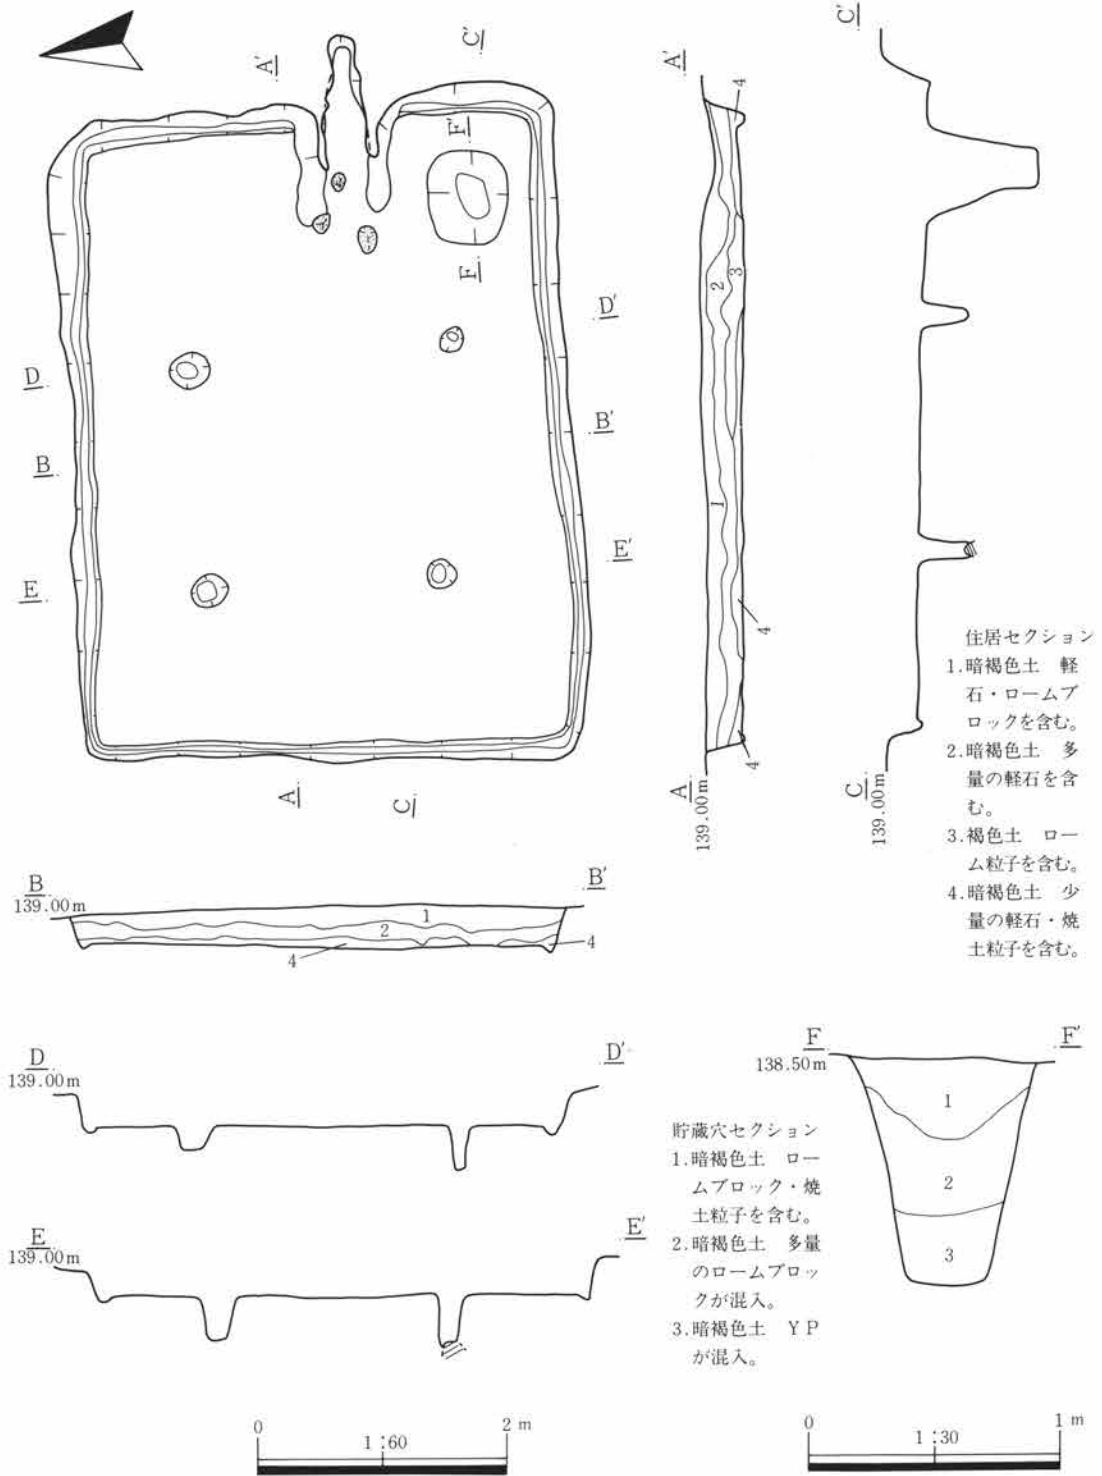 A′
C′
F′
F
D′
D
B′
B
E′
E
A
C
A′
4
3
2
1
4
4
A
139.00m
C′
C
139.00m
住居セクション
1.暗褐色土　軽
石・ロームブ
ロックを含む。
2.暗褐色土　多
量の軽石を含
む。
3.褐色土　ロー
ム粒子を含む。
4.暗褐色土　少
量の軽石・焼
土粒子を含む。
B
139.00m
B′
1
2
4
4
D
139.00m
D′
E
139.00m
E′
F
138.50m
F′
1
2
3
貯蔵穴セクション
1.暗褐色土　ロー
ムブロック・焼
土粒子を含む。
2.暗褐色土　多量
のロームブロッ
クが混入。
3.暗褐色土　ＹＰ
が混入。
0
2 m
1:60
0
1 m
1:30